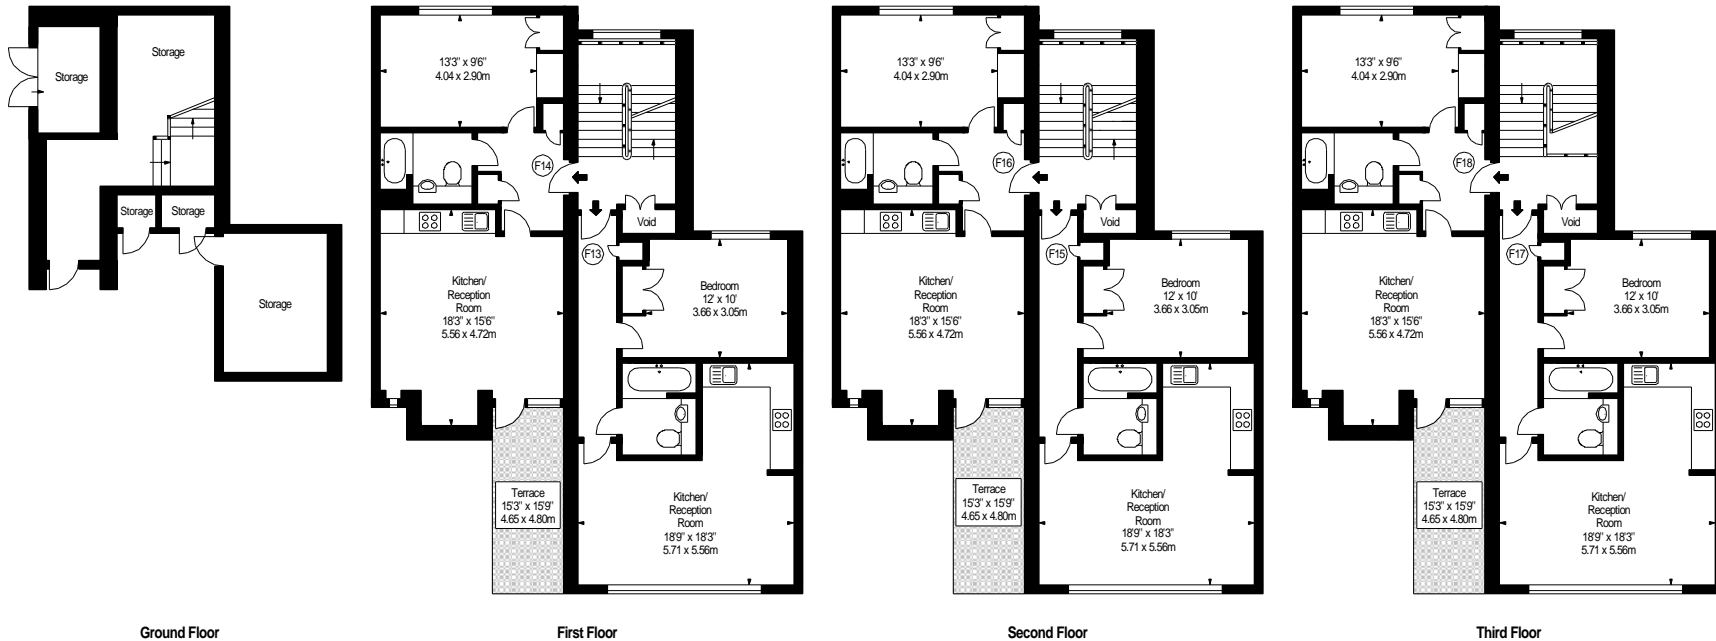 Storage
Storage
Storage
Storage
Storage
Ground Floor
13'3" x 9'6"
4.04 x 2.90m
F14
Void
F13
Kitchen/
Reception
Room
18'3" x 15'6"
5.56 x 4.72m
Bedroom
12' x 10'
3.66 x 3.05m
Terrace
15'3" x 15'9"
4.65 x 4.80m
Kitchen/
Reception
Room
18'9" x 18'3"
5.71 x 5.56m
First Floor
13'3" x 9'6"
4.04 x 2.90m
F16
Void
F15
Kitchen/
Reception
Room
18'3" x 15'6"
5.56 x 4.72m
Bedroom
12' x 10'
3.66 x 3.05m
Terrace
15'3" x 15'9"
4.65 x 4.80m
Kitchen/
Reception
Room
18'9" x 18'3"
5.71 x 5.56m
Second Floor
13'3" x 9'6"
4.04 x 2.90m
F18
Void
F17
Kitchen/
Reception
Room
18'3" x 15'6"
5.56 x 4.72m
Bedroom
12' x 10'
3.66 x 3.05m
Terrace
15'3" x 15'9"
4.65 x 4.80m
Kitchen/
Reception
Room
18'9" x 18'3"
5.71 x 5.56m
Third Floor